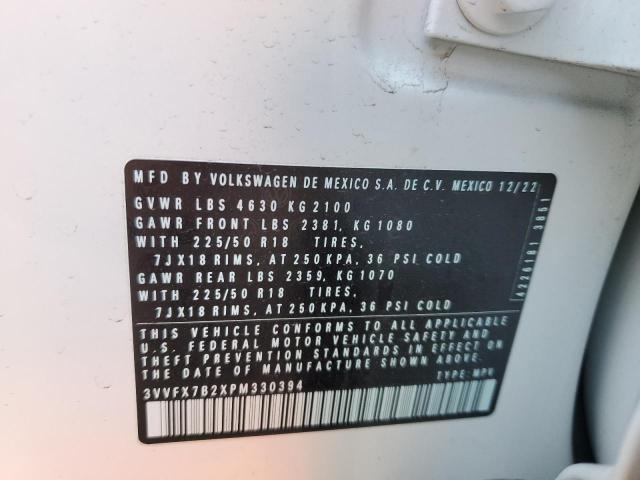 MFD BY VOLKSWAGEN DE MEXICO S.A. DE C.V. MEXICO 12/22
GVWR LBS 4630 KG 2100
GAWR FRONT LBS 2381, KG 1080
WITH 225/50 R18 TIRES,
7JX18 RIMS, AT 250 KPA, 36 PSI COLD
GAWR REAR LBS 2359, KG 1070
WITH 225/50 R18 TIRES,
7JX18 RIMS, AT 250 KPA, 36 PSI COLD
THIS VEHICLE CONFORMS TO ALL APPLICABLE
U.S. FEDERAL MOTOR VEHICLE SAFETY AND
THEFT PREVENTION STANDARDS IN EFFECT ON
THE DATE OF MANUFACTURE SHOWN ABOVE.
3VVFX7B2XPM330394 TYPE: MPV
4226181 3851